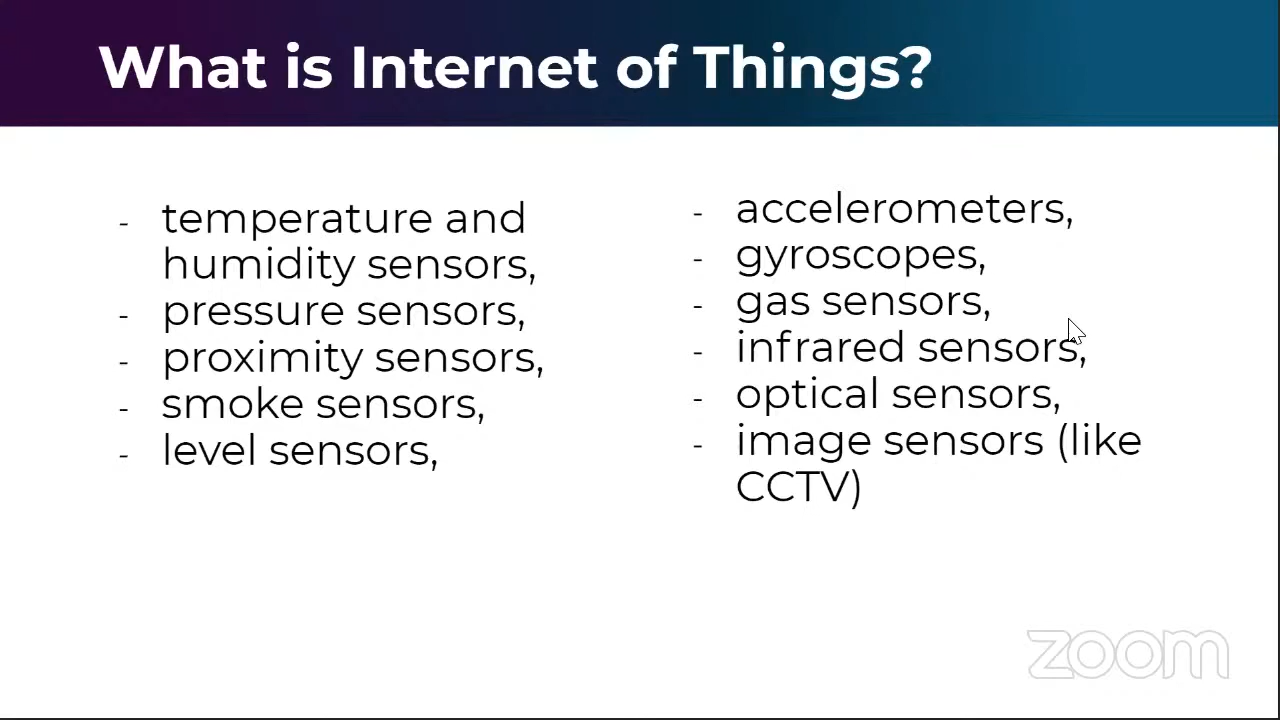 What is Internet of Things?
- temperature and
humidity sensors,
- pressure sensors,
- proximity sensors,
- smoke sensors,
- level sensors,
- accelerometers,
- gyroscopes,
- gas sensors,
- infrared sensors,
- optical sensors,
- image sensors (like
CCTV)
zoom